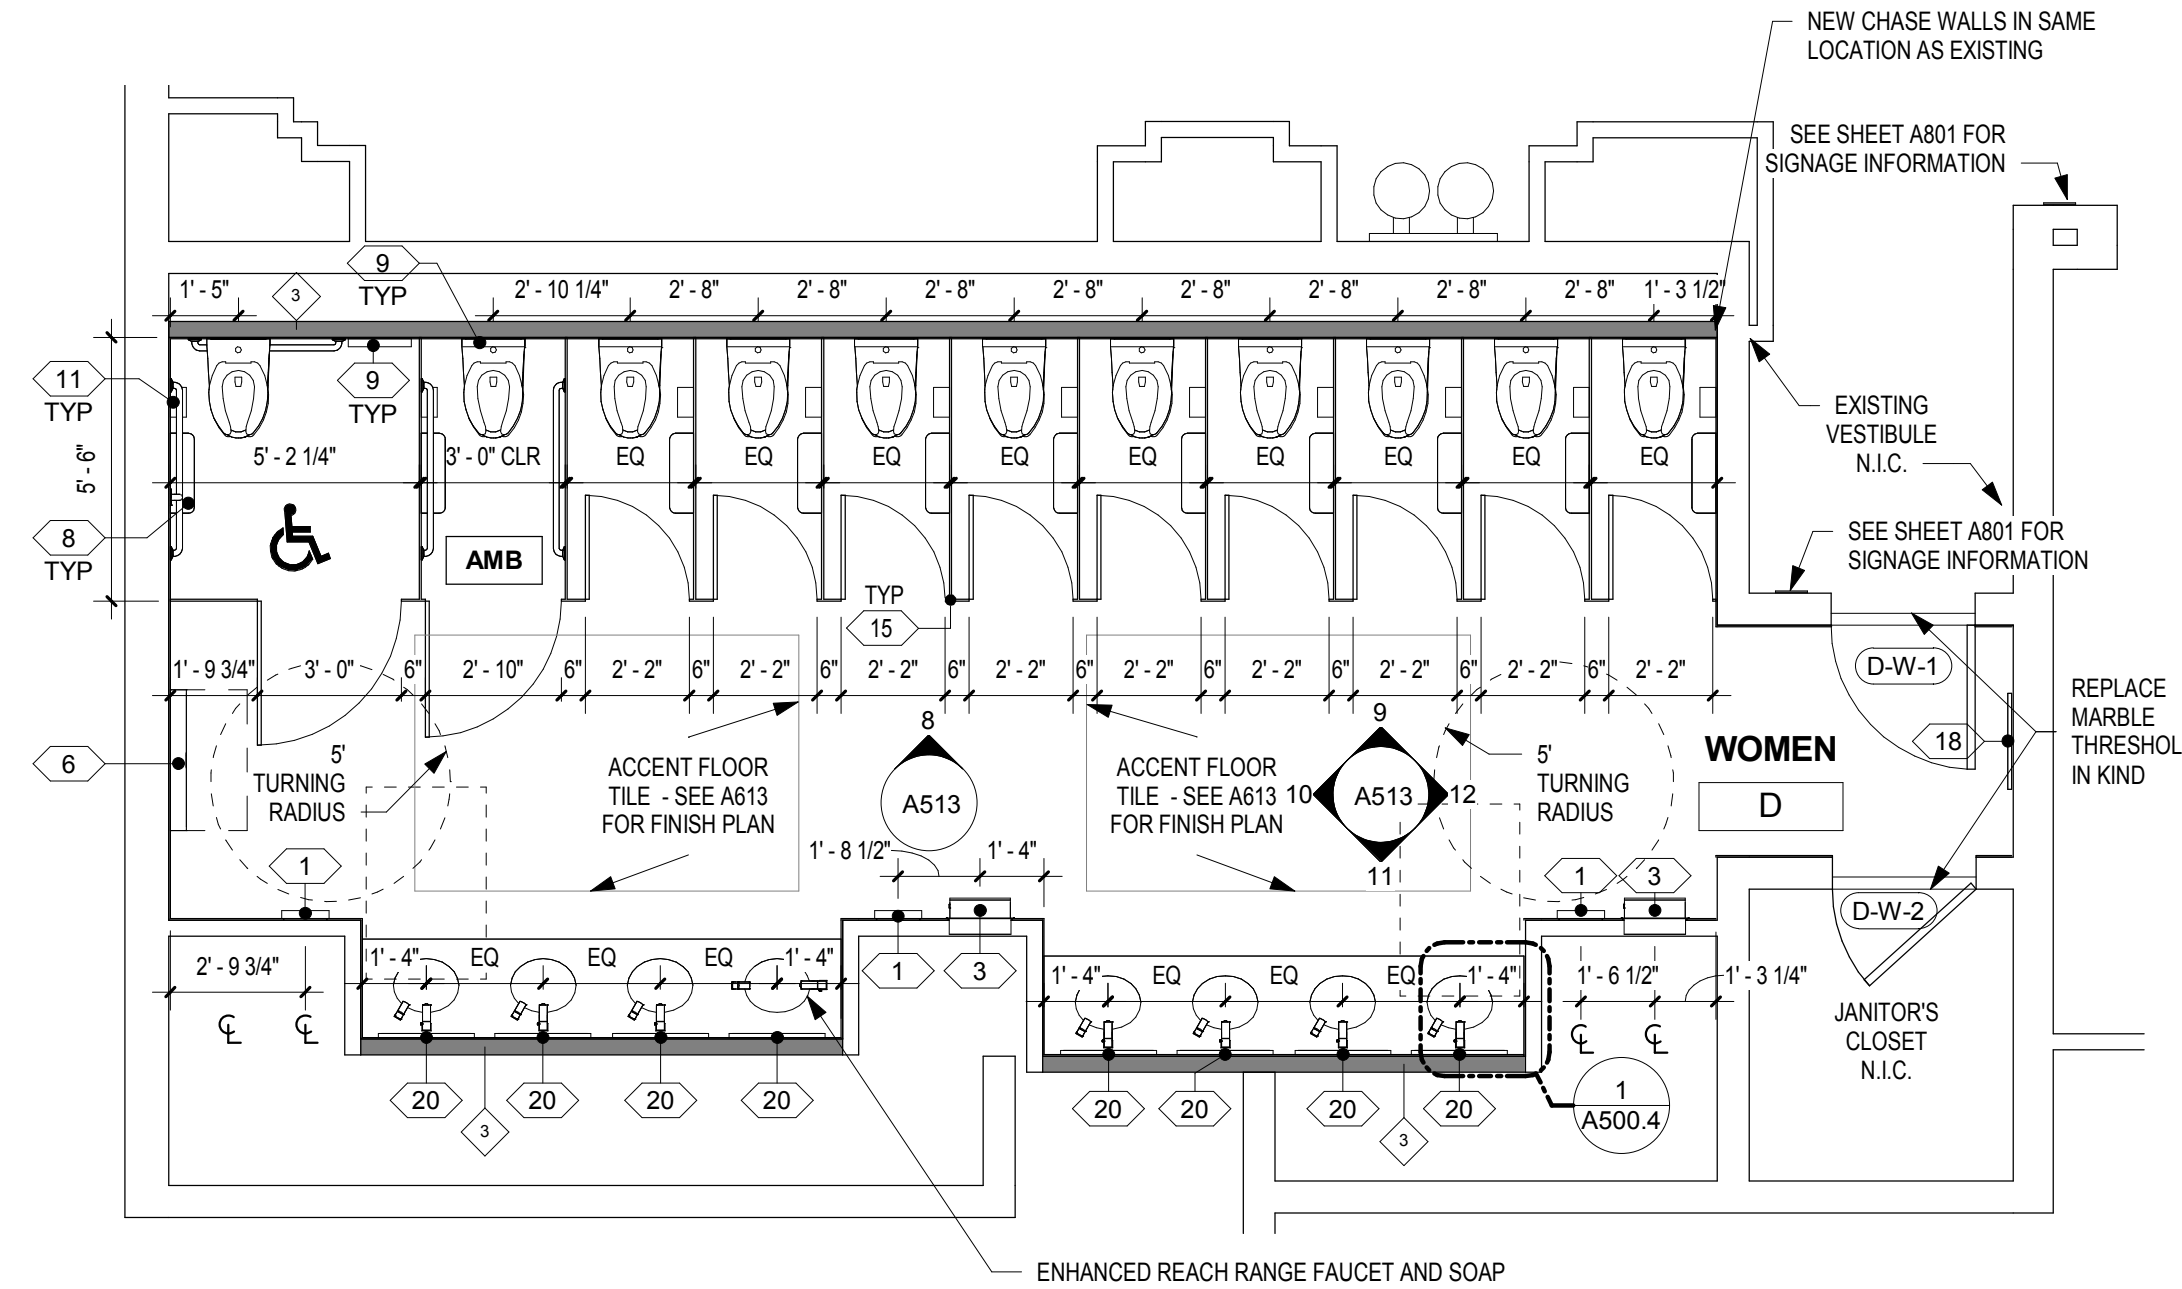 NEW CHASE WALLS IN SAME
LOCATION AS EXISTING
SEE SHEET A801 FOR
SIGNAGE INFORMATION
9
TYP
1' - 5"
3
2' - 10 1/4"
2' - 8"
2' - 8"
2' - 8"
2' - 8"
2' - 8"
2' - 8"
2' - 8"
2' - 8"
1' - 3 1/2"
11
TYP
9
TYP
5' - 6"
8
TYP
5' - 2 1/4"
3' - 0" CLR
EQ
EQ
EQ
EQ
EQ
EQ
EQ
EQ
EQ
EXISTING
VESTIBULE
N.I.C.
SEE SHEET A801 FOR
SIGNAGE INFORMATION
AMB
TYP
15
1' - 9 3/4"
3' - 0"
6"
2' - 10"
6"
2' - 2"
6"
2' - 2"
6"
2' - 2"
6"
2' - 2"
6"
2' - 2"
6"
2' - 2"
6"
2' - 2"
6"
2' - 2"
6"
2' - 2"
D-W-1
REPLACE
MARBLE
THRESHOL
IN KIND
6
5'
TURNING
RADIUS
ACCENT FLOOR
TILE - SEE A613
FOR FINISH PLAN
8
A513
ACCENT FLOOR
TILE - SEE A613
FOR FINISH PLAN
9
10
A513
12
11
5'
TURNING
RADIUS
WOMEN
18
D
1' - 8 1/2"
1' - 4"
1
1
3
D-W-2
1
3
2' - 9 3/4"
1' - 4"
EQ
EQ
EQ
1' - 4"
1' - 4"
EQ
EQ
EQ
1' - 4"
1' - 6 1/2"
1' - 3 1/4"
℄
℄
℄
℄
JANITOR'S
CLOSET
N.I.C.
20
20
20
20
3
20
20
20
20
3
1
A500.4
ENHANCED REACH RANGE FAUCET AND SOAP